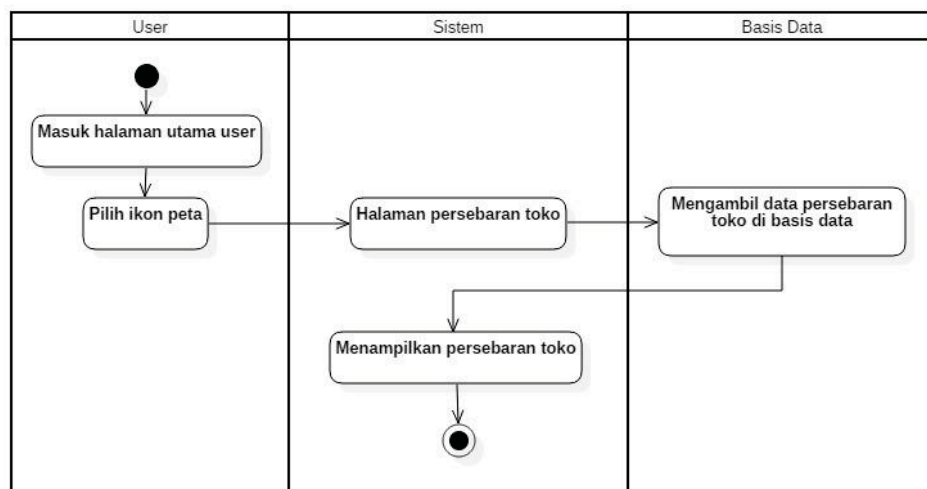 User
Sistem
Basis Data
Masuk halaman utama user
Pilih ikon peta
Halaman persebaran toko
Mengambil data persebaran
toko di basis data
Menampilkan persebaran toko